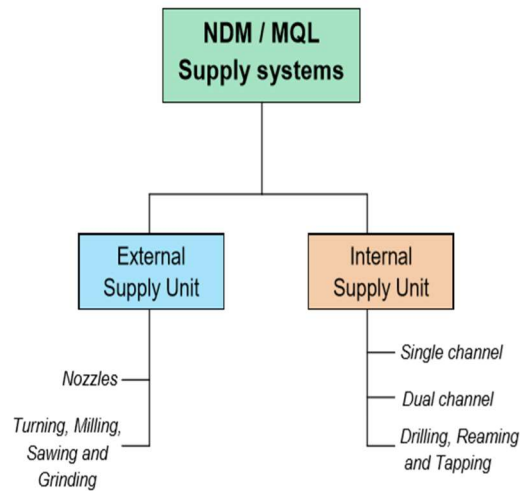 NDM / MQL
Supply systems
External
Supply Unit
Nozzles
Turning, Milling,
Sawing and
Grinding
Internal
Supply Unit
Single channel
Dual channel
Drilling, Reaming
and Tapping